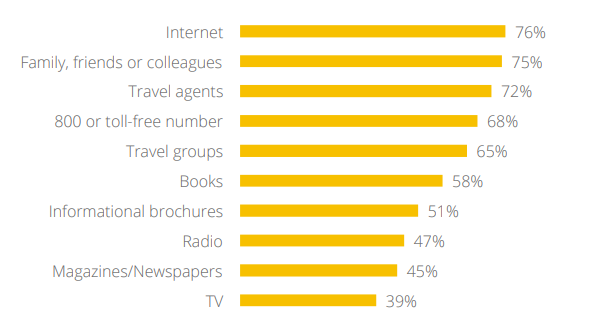 Internet 76%
Family, friends or colleagues 75%
Travel agents 72%
800 or toll-free number 68%
Travel groups 65%
Books 58%
Informational brochures 51%
Radio 47%
Magazines/Newspapers 45%
TV 39%